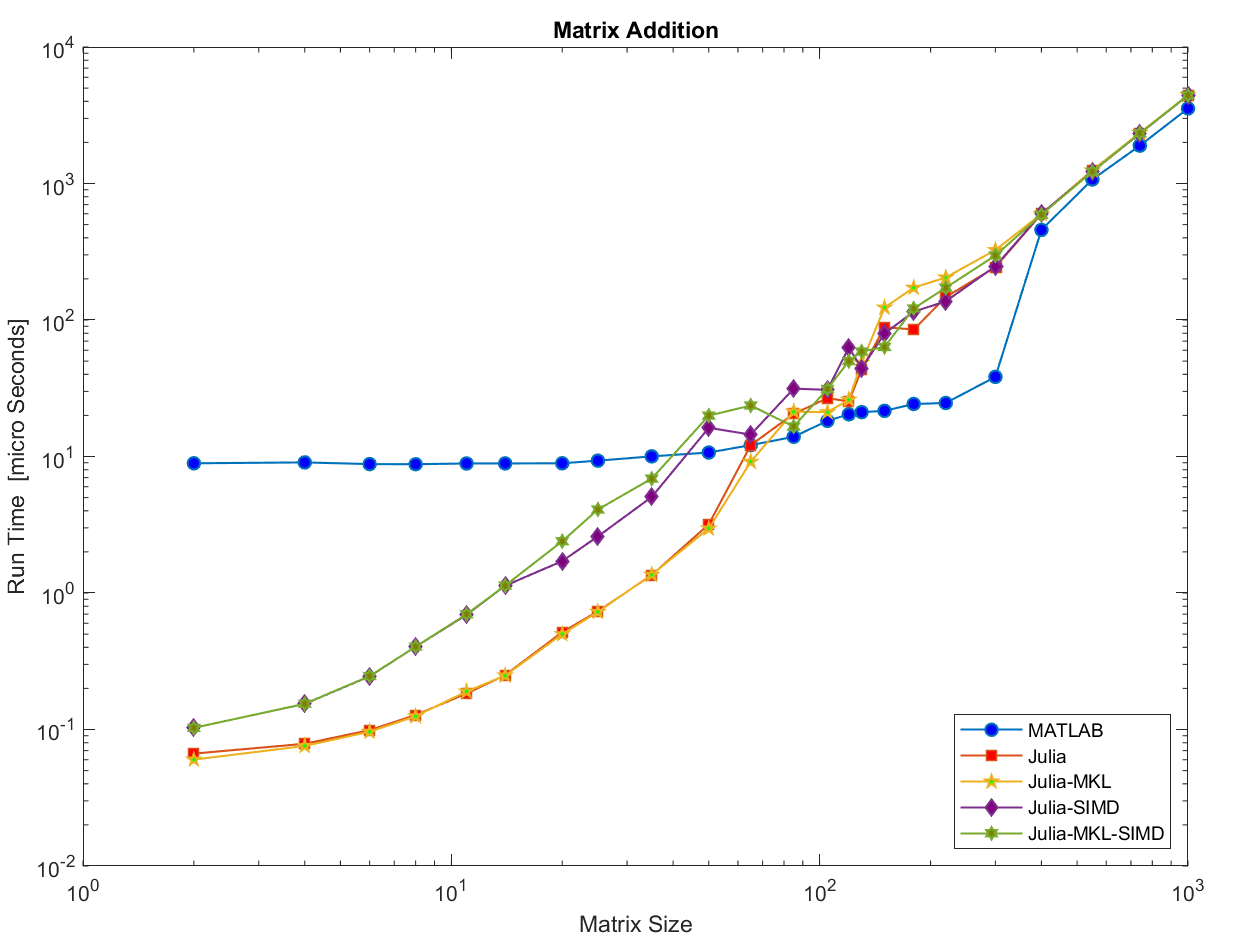 Matrix Addition
10^4
10^3
10^2
10^1
10^0
10^-1
10^-2
Run Time [micro Seconds]
10^0 10^1 10^2 10^3
Matrix Size
MATLAB
Julia
Julia-MKL
Julia-SIMD
Julia-MKL-SIMD